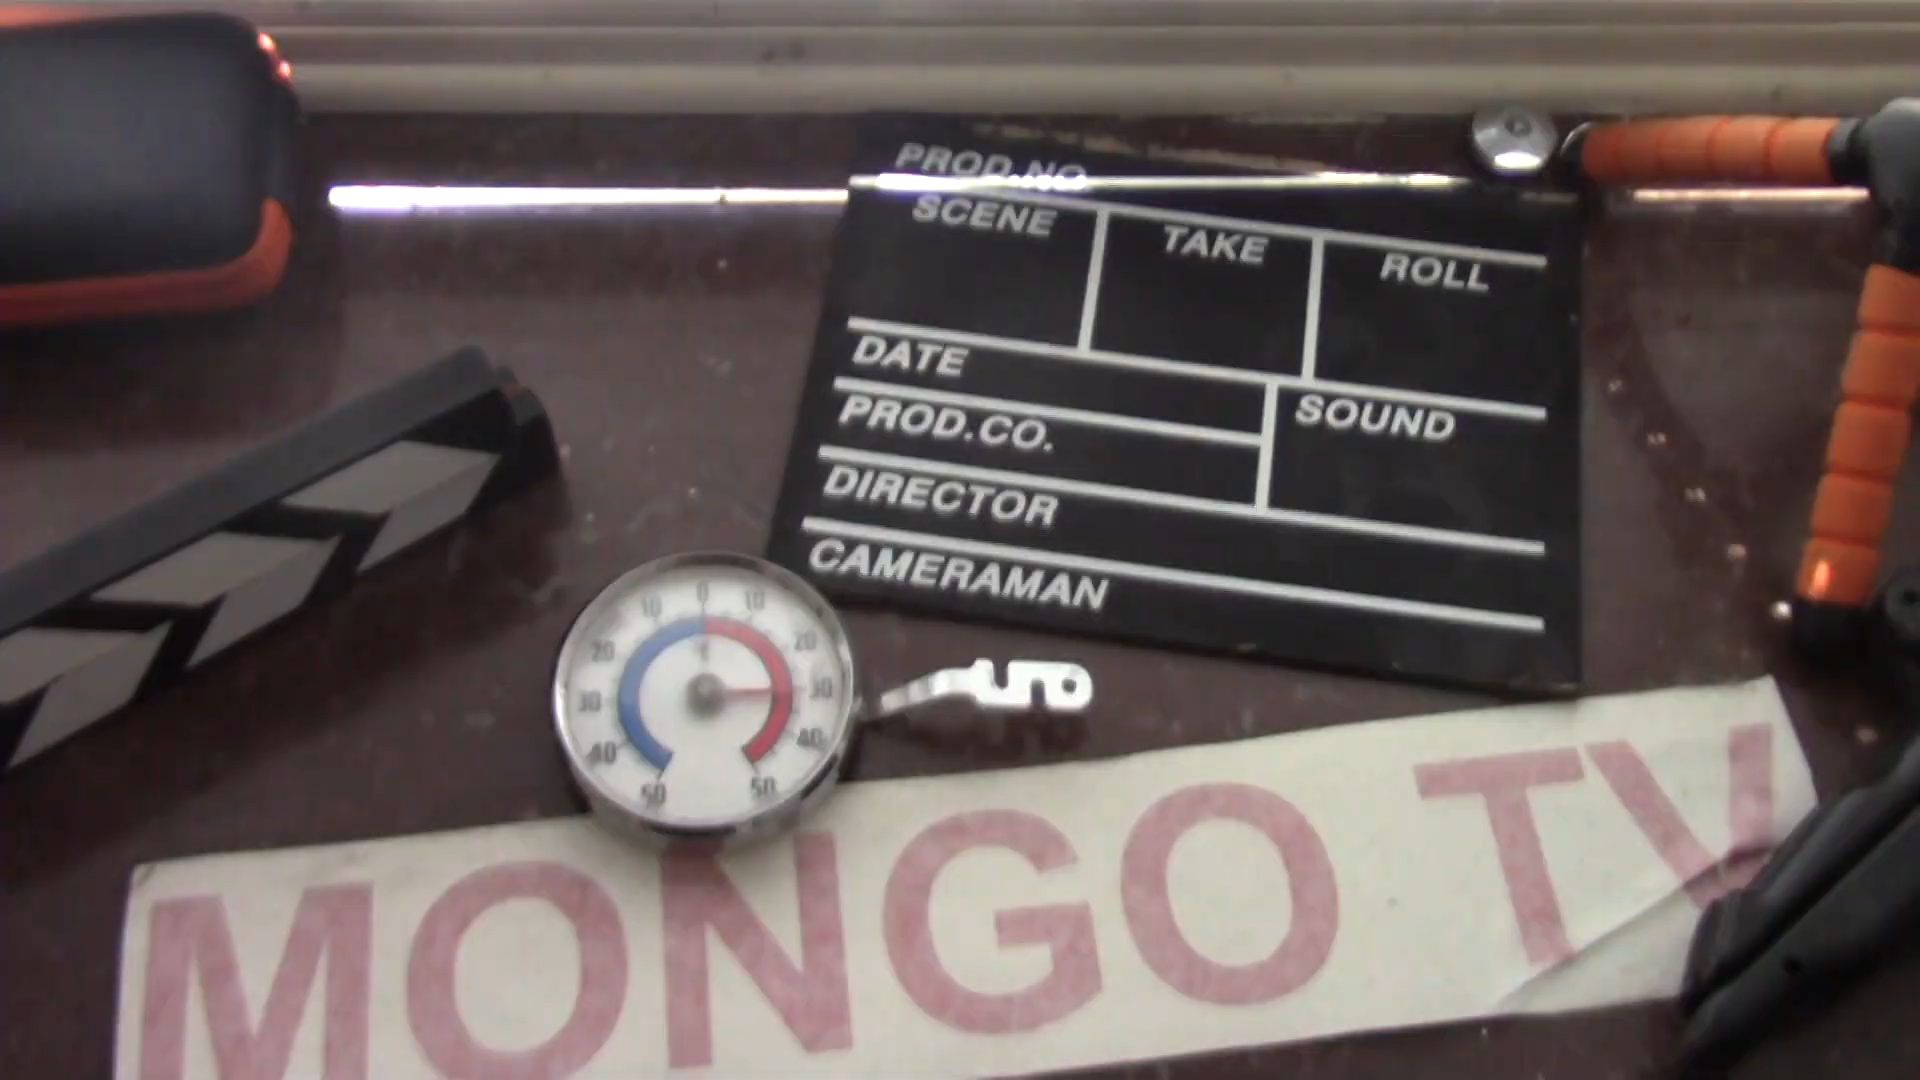 PROD.NO
SCENE TAKE ROLL
DATE
SOUND
PROD.CO.
DIRECTOR
CAMERAMAN
0
10 10
20 20
30 30
40 40
50 50
MONGO TV